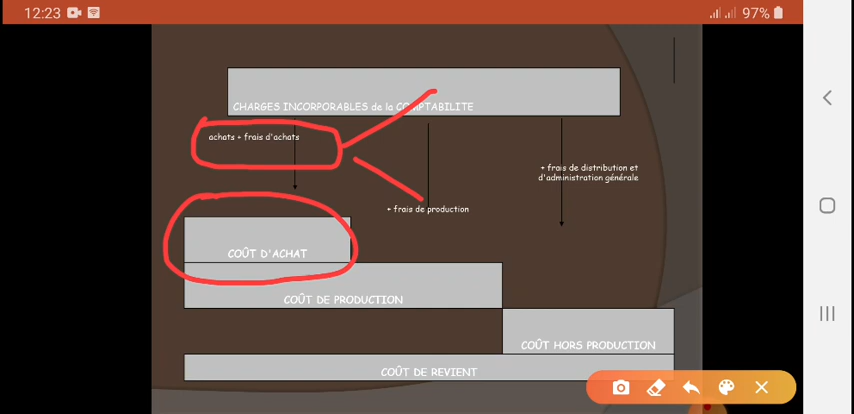 12:23
97%
CHARGES INCORPORABLES de la COMPTABILITE
achats + frais d'achats
+ frais de distribution et
d'administration générale
+ frais de production
COÛT D'ACHAT
COÛT DE PRODUCTION
COÛT HORS PRODUCTION
COÛT DE REVIENT